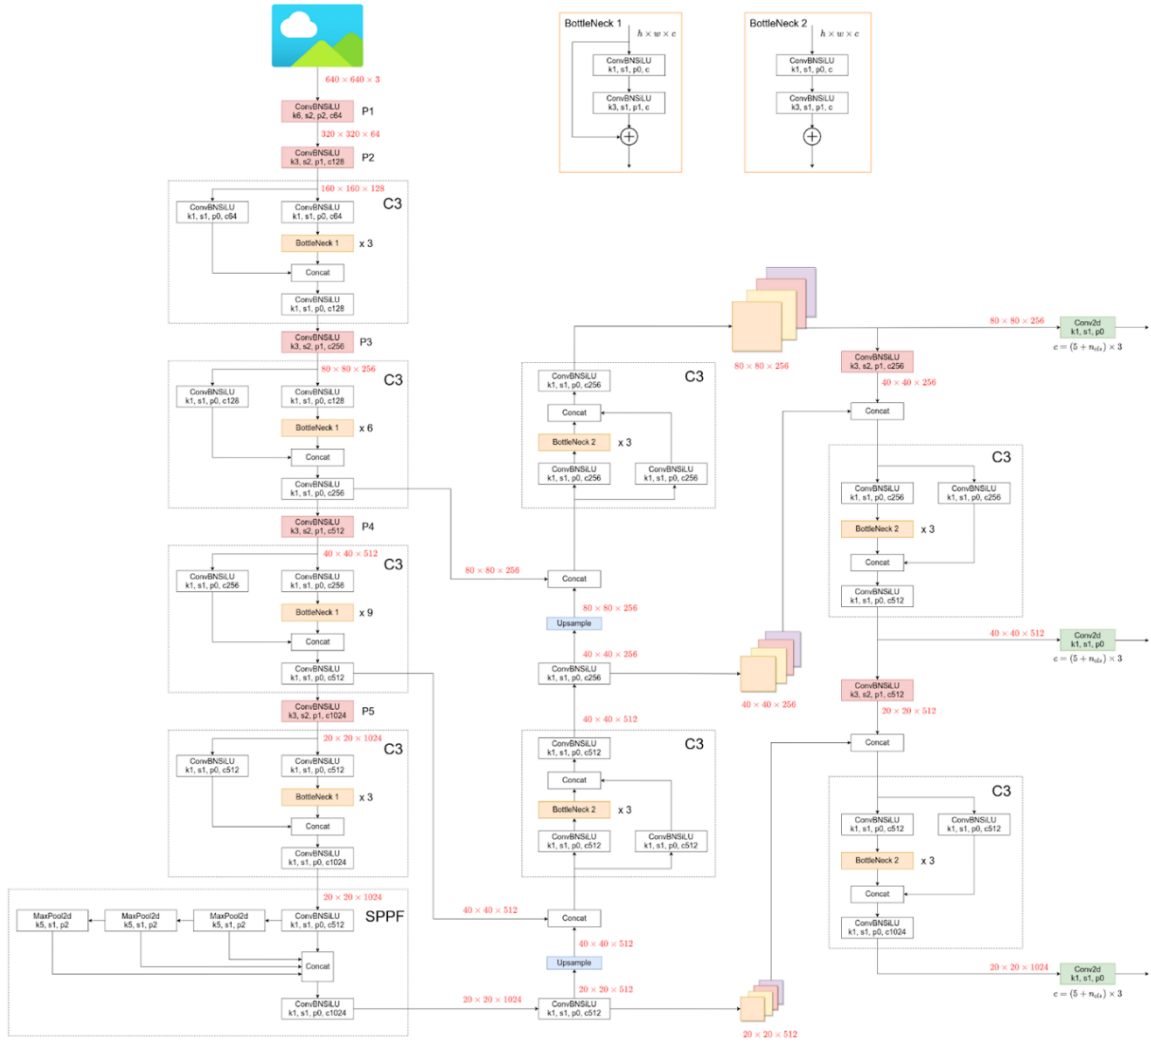 640 × 640 × 3
ConvBNSiLU
k6, s2, p2, c64
P1
320 × 320 × 64
ConvBNSiLU
k3, s2, p1, c128
P2
160 × 160 × 128
C3
ConvBNSiLU
k1, s1, p0, c64
ConvBNSiLU
k1, s1, p0, c64
BottleNeck 1
x 3
Concat
ConvBNSiLU
k1, s1, p0, c128
ConvBNSiLU
k3, s2, p1, c256
P3
80 × 80 × 256
C3
ConvBNSiLU
k1, s1, p0, c128
ConvBNSiLU
k1, s1, p0, c128
BottleNeck 1
x 6
Concat
ConvBNSiLU
k1, s1, p0, c256
ConvBNSiLU
k3, s2, p1, c512
P4
40 × 40 × 512
C3
ConvBNSiLU
k1, s1, p0, c256
ConvBNSiLU
k1, s1, p0, c256
BottleNeck 1
x 9
Concat
ConvBNSiLU
k1, s1, p0, c512
ConvBNSiLU
k3, s2, p1, c1024
P5
20 × 20 × 1024
C3
ConvBNSiLU
k1, s1, p0, c512
ConvBNSiLU
k1, s1, p0, c512
BottleNeck 1
x 3
Concat
ConvBNSiLU
k1, s1, p0, c1024
20 × 20 × 1024
SPPF
MaxPool2d
k5, s1, p2
MaxPool2d
k5, s1, p2
MaxPool2d
k5, s1, p2
ConvBNSiLU
k1, s1, p0, c512
Concat
ConvBNSiLU
k1, s1, p0, c1024
BottleNeck 1
h × w × c
ConvBNSiLU
k1, s1, p0, c
ConvBNSiLU
k3, s1, p1, c
BottleNeck 2
h × w × c
ConvBNSiLU
k1, s1, p0, c
ConvBNSiLU
k3, s1, p1, c
80 × 80 × 256
C3
ConvBNSiLU
k1, s1, p0, c256
Concat
BottleNeck 2
x 3
ConvBNSiLU
k1, s1, p0, c256
ConvBNSiLU
k1, s1, p0, c256
80 × 80 × 256
Concat
80 × 80 × 256
Upsample
40 × 40 × 256
ConvBNSiLU
k1, s1, p0, c256
40 × 40 × 256
40 × 40 × 512
C3
ConvBNSiLU
k1, s1, p0, c512
Concat
BottleNeck 2
x 3
ConvBNSiLU
k1, s1, p0, c512
ConvBNSiLU
k1, s1, p0, c512
40 × 40 × 512
Concat
40 × 40 × 512
Upsample
20 × 20 × 512
20 × 20 × 1024
ConvBNSiLU
k1, s1, p0, c512
20 × 20 × 512
80 × 80 × 256
Conv2d
k1, s1, p0
c = (5 + n_cls) × 3
ConvBNSiLU
k3, s2, p1, c256
40 × 40 × 256
Concat
C3
ConvBNSiLU
k1, s1, p0, c256
ConvBNSiLU
k1, s1, p0, c256
BottleNeck 2
x 3
Concat
ConvBNSiLU
k1, s1, p0, c512
40 × 40 × 512
Conv2d
k1, s1, p0
c = (5 + n_cls) × 3
ConvBNSiLU
k3, s2, p1, c512
20 × 20 × 512
Concat
C3
ConvBNSiLU
k1, s1, p0, c512
ConvBNSiLU
k1, s1, p0, c512
BottleNeck 2
x 3
Concat
ConvBNSiLU
k1, s1, p0, c1024
20 × 20 × 1024
Conv2d
k1, s1, p0
c = (5 + n_cls) × 3